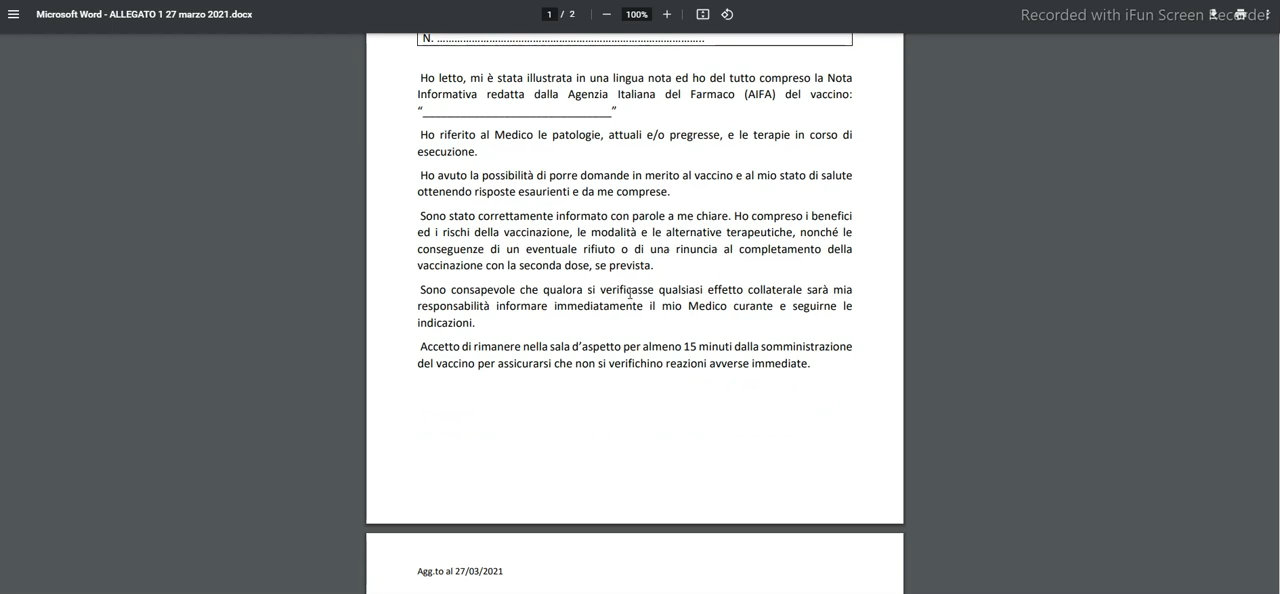 Microsoft Word - ALLEGATO 1 27 marzo 2021.docx
1 / 2
100%
Recorded with iFun Screen Recorder
N. ……………………………………………………………………..
Ho letto, mi è stata illustrata in una lingua nota ed ho del tutto compreso la Nota
Informativa redatta dalla Agenzia Italiana del Farmaco (AIFA) del vaccino:
“_______________________________”
Ho riferito al Medico le patologie, attuali e/o pregresse, e le terapie in corso di
esecuzione.
Ho avuto la possibilità di porre domande in merito al vaccino e al mio stato di salute
ottenendo risposte esaurienti e da me comprese.
Sono stato correttamente informato con parole a me chiare. Ho compreso i benefici
ed i rischi della vaccinazione, le modalità e le alternative terapeutiche, nonché le
conseguenze di un eventuale rifiuto o di una rinuncia al completamento della
vaccinazione con la seconda dose, se prevista.
Sono consapevole che qualora si verificasse qualsiasi effetto collaterale sarà mia
responsabilità informare immediatamente il mio Medico curante e seguirne le
indicazioni.
Accetto di rimanere nella sala d’aspetto per almeno 15 minuti dalla somministrazione
del vaccino per assicurarsi che non si verifichino reazioni avverse immediate.
Agg.to al 27/03/2021